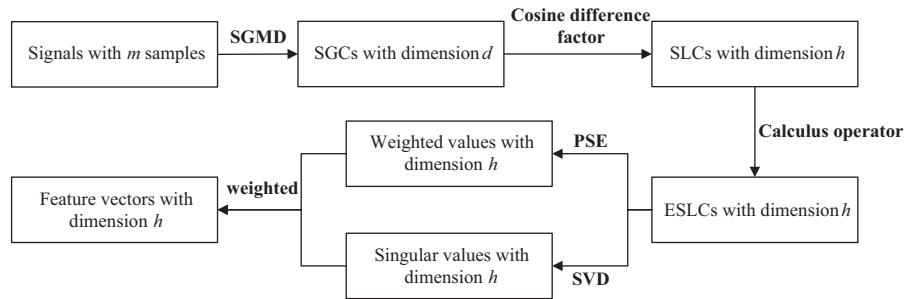 Signals with m samples
SGMD
SGCs with dimension d
Cosine difference
factor
SLCs with dimension h
Calculus operator
ESLCs with dimension h
PSE
Weighted values with
dimension h
SVD
Singular values with
dimension h
weighted
Feature vectors with
dimension h